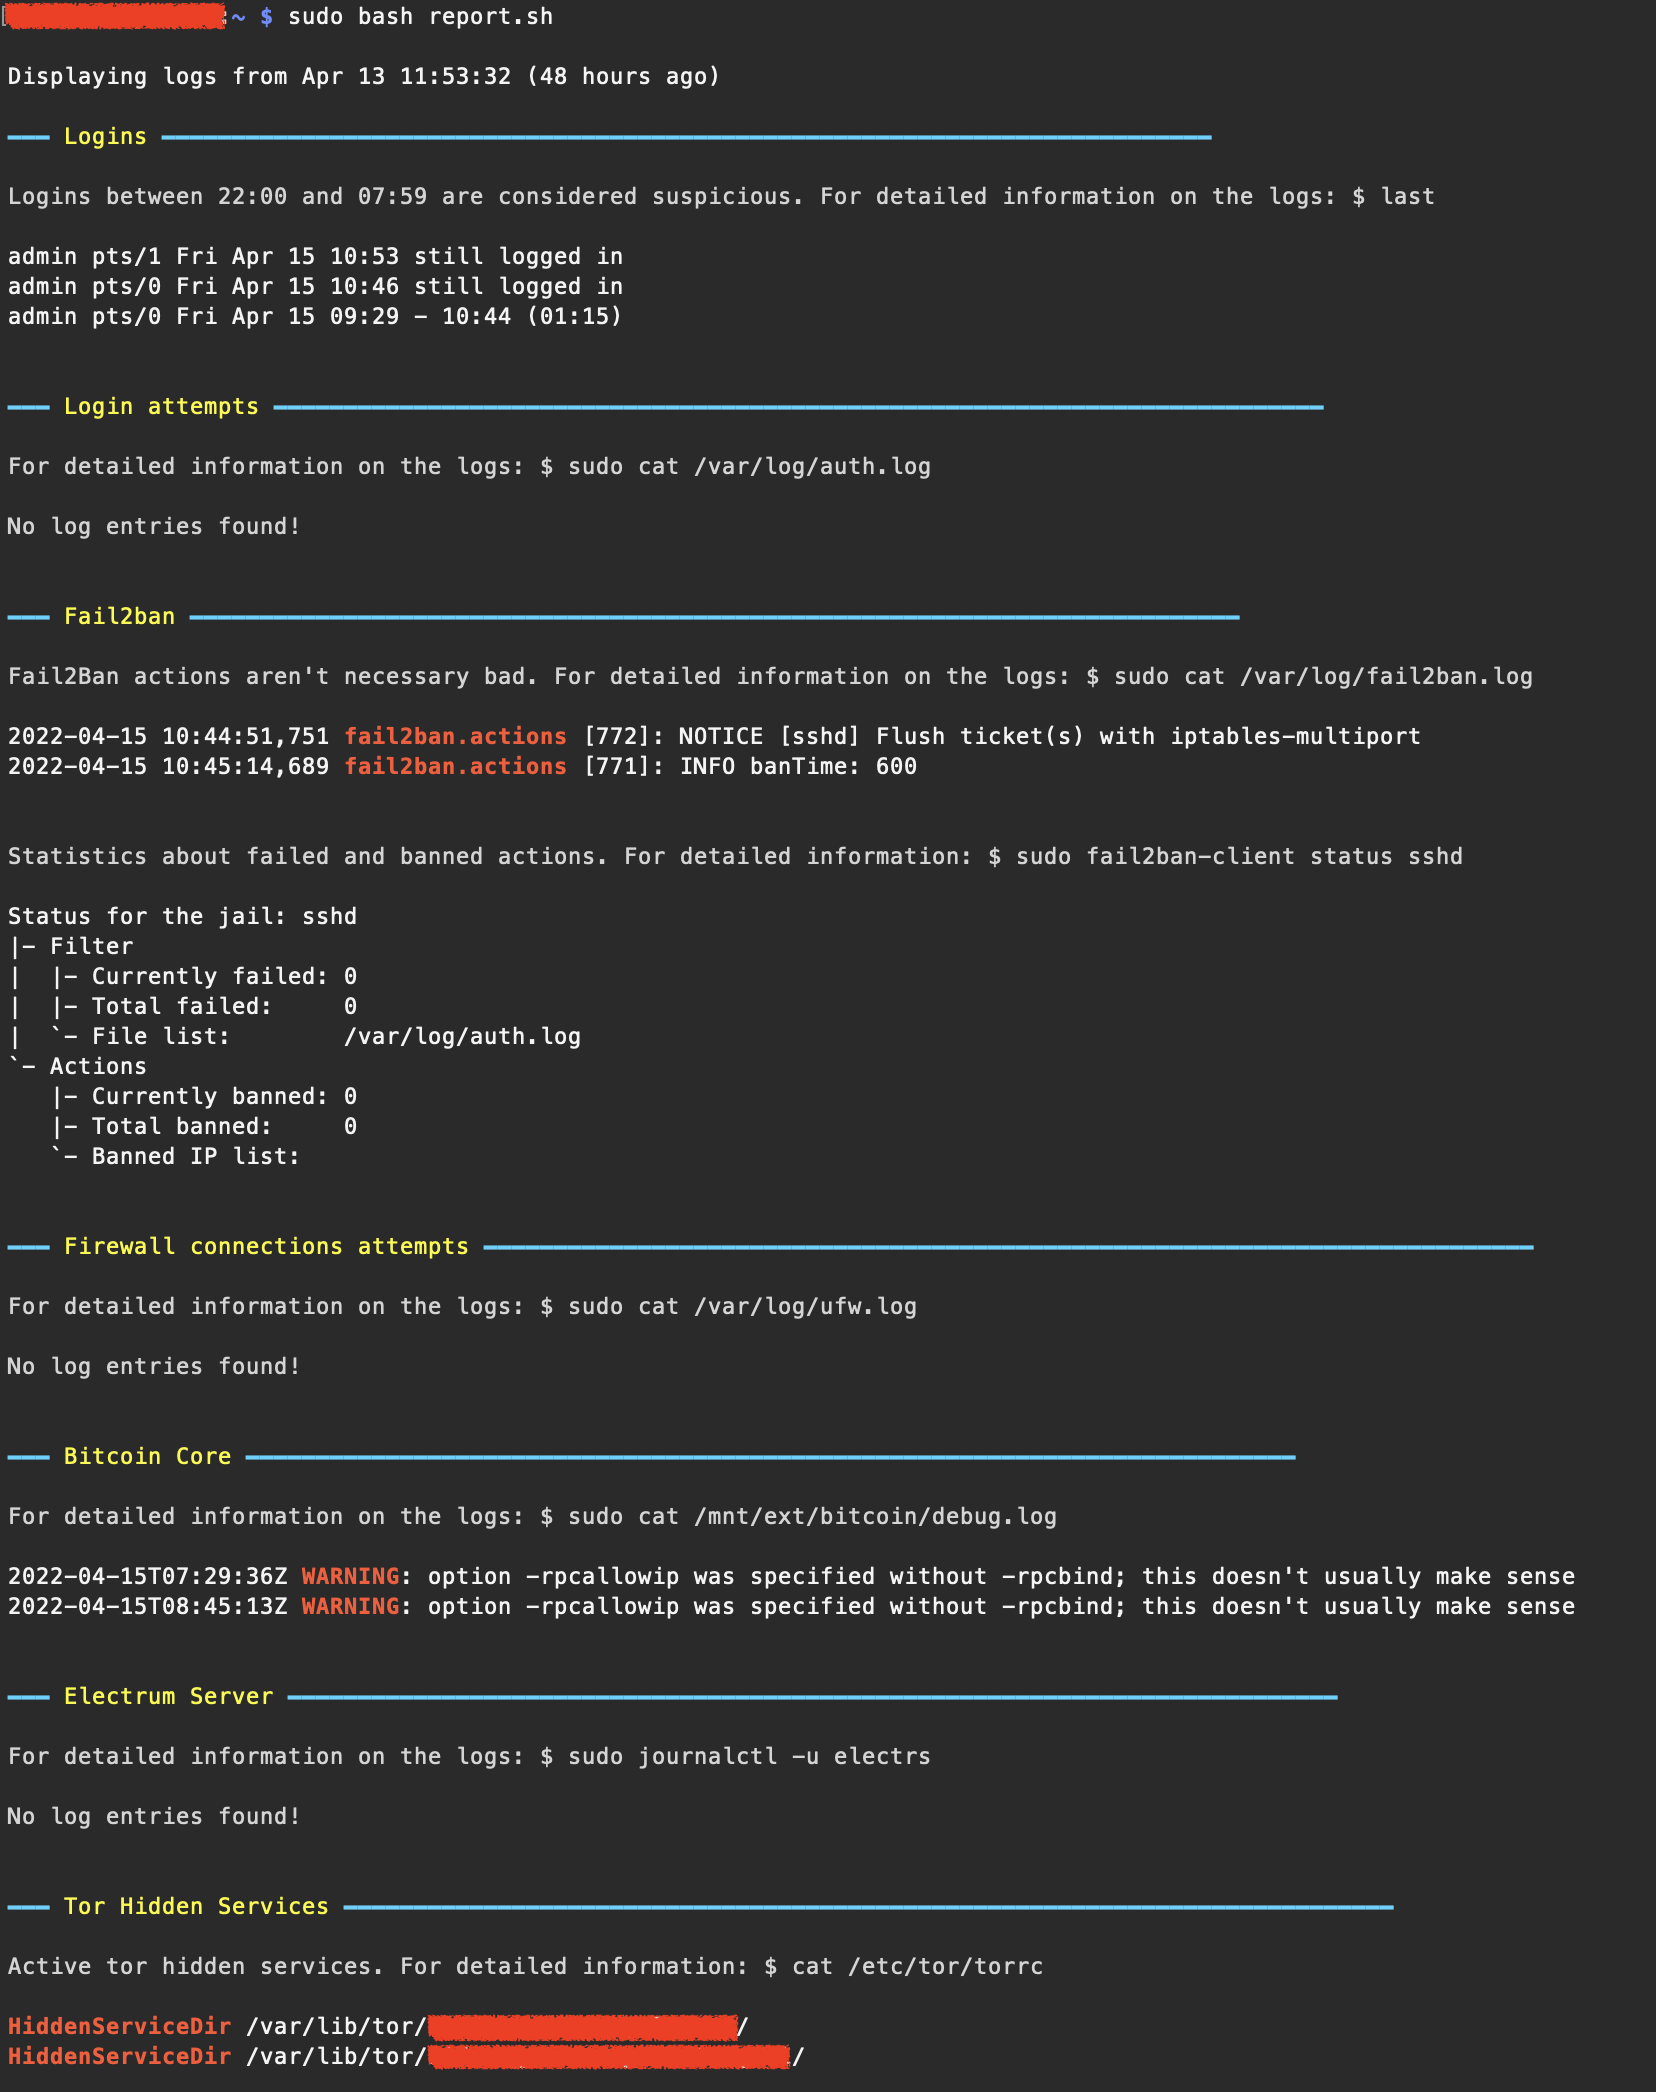 ~ $ sudo bash report.sh
Displaying logs from Apr 13 11:53:32 (48 hours ago)
Logins
Logins between 22:00 and 07:59 are considered suspicious. For detailed information on the logs: $ last
admin pts/1 Fri Apr 15 10:53 still logged in
admin pts/0 Fri Apr 15 10:46 still logged in
admin pts/0 Fri Apr 15 09:29 - 10:44 (01:15)
Login attempts
For detailed information on the logs: $ sudo cat /var/log/auth.log
No log entries found!
Fail2ban
Fail2Ban actions aren't necessary bad. For detailed information on the logs: $ sudo cat /var/log/fail2ban.log
2022-04-15 10:44:51,751 fail2ban.actions [772]: NOTICE [sshd] Flush ticket(s) with iptables-multiport
2022-04-15 10:45:14,689 fail2ban.actions [771]: INFO banTime: 600
Statistics about failed and banned actions. For detailed information: $ sudo fail2ban-client status sshd
Status for the jail: sshd
|- Filter
|  |- Currently failed: 0
|  |- Total failed:     0
|  `- File list:        /var/log/auth.log
`- Actions
   |- Currently banned: 0
   |- Total banned:     0
   `- Banned IP list:
Firewall connections attempts
For detailed information on the logs: $ sudo cat /var/log/ufw.log
No log entries found!
Bitcoin Core
For detailed information on the logs: $ sudo cat /mnt/ext/bitcoin/debug.log
2022-04-15T07:29:36Z WARNING: option -rpcallowip was specified without -rpcbind; this doesn't usually make sense
2022-04-15T08:45:13Z WARNING: option -rpcallowip was specified without -rpcbind; this doesn't usually make sense
Electrum Server
For detailed information on the logs: $ sudo journalctl -u electrs
No log entries found!
Tor Hidden Services
Active tor hidden services. For detailed information: $ cat /etc/tor/torrc
HiddenServiceDir /var/lib/tor/ /
HiddenServiceDir /var/lib/tor/ /